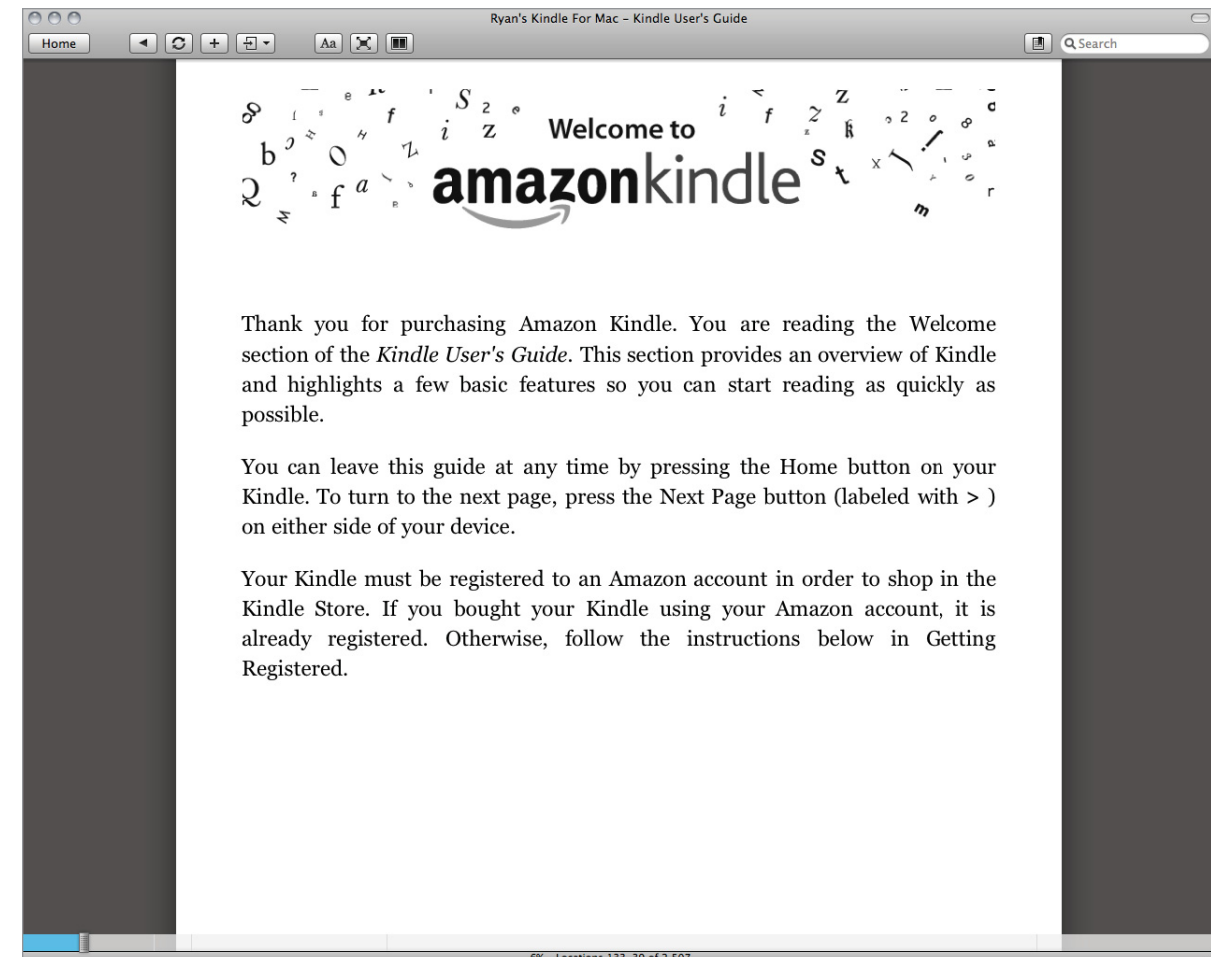 Ryan's Kindle For Mac – Kindle User's Guide
Home
Aa
Search
Welcome to
amazonkindle
Thank you for purchasing Amazon Kindle. You are reading the Welcome
section of the Kindle User's Guide. This section provides an overview of Kindle
and highlights a few basic features so you can start reading as quickly as
possible.
You can leave this guide at any time by pressing the Home button on your
Kindle. To turn to the next page, press the Next Page button (labeled with > )
on either side of your device.
Your Kindle must be registered to an Amazon account in order to shop in the
Kindle Store. If you bought your Kindle using your Amazon account, it is
already registered. Otherwise, follow the instructions below in Getting
Registered.